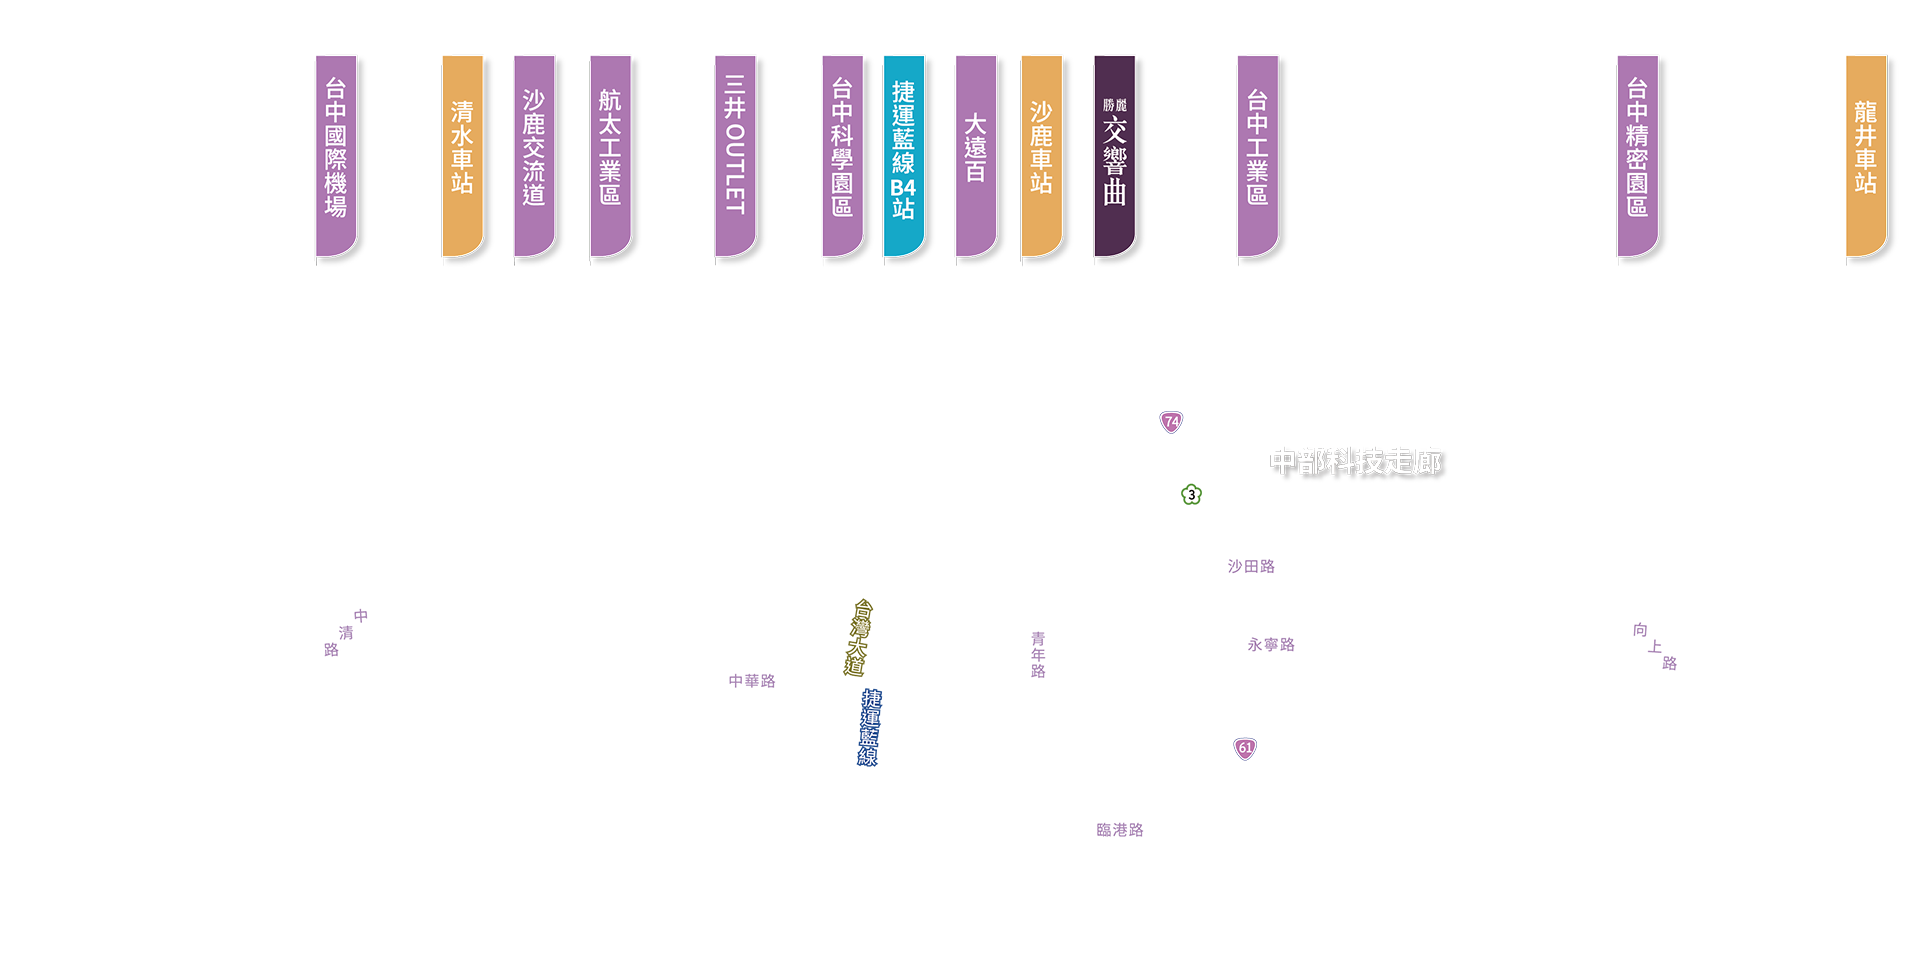 台中國際機場
清水車站
沙鹿交流道
航太工業區
三井OUTLET
台中科學園區
捷運藍線B4站
大遠百
沙鹿車站
勝麗
交響曲
台中工業區
台中精密園區
龍井車站
74
中部科技走廊
3
沙田路
中清路
台灣大道
青年路
永寧路
向上路
中華路
捷運藍線
61
臨港路